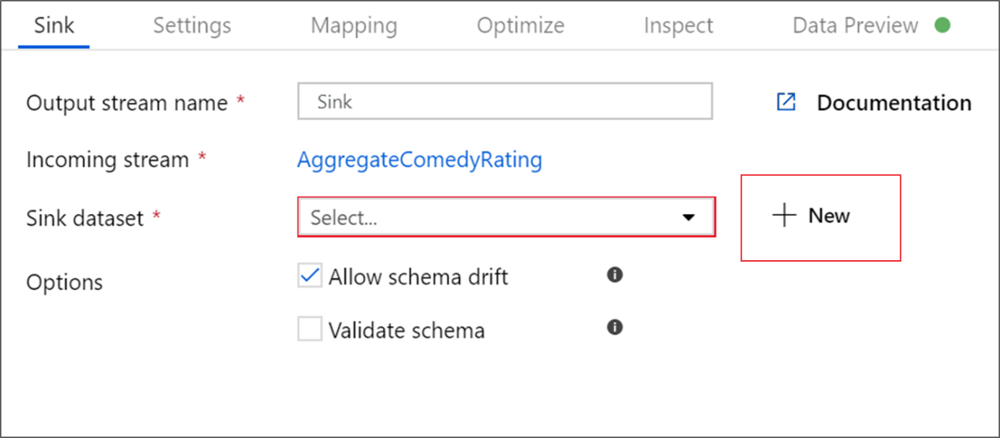 Sink Settings Mapping Optimize Inspect Data Preview
Output stream name * Sink Documentation
Incoming stream * AggregateComedyRating
Sink dataset * Select... + New
Options Allow schema drift
Validate schema